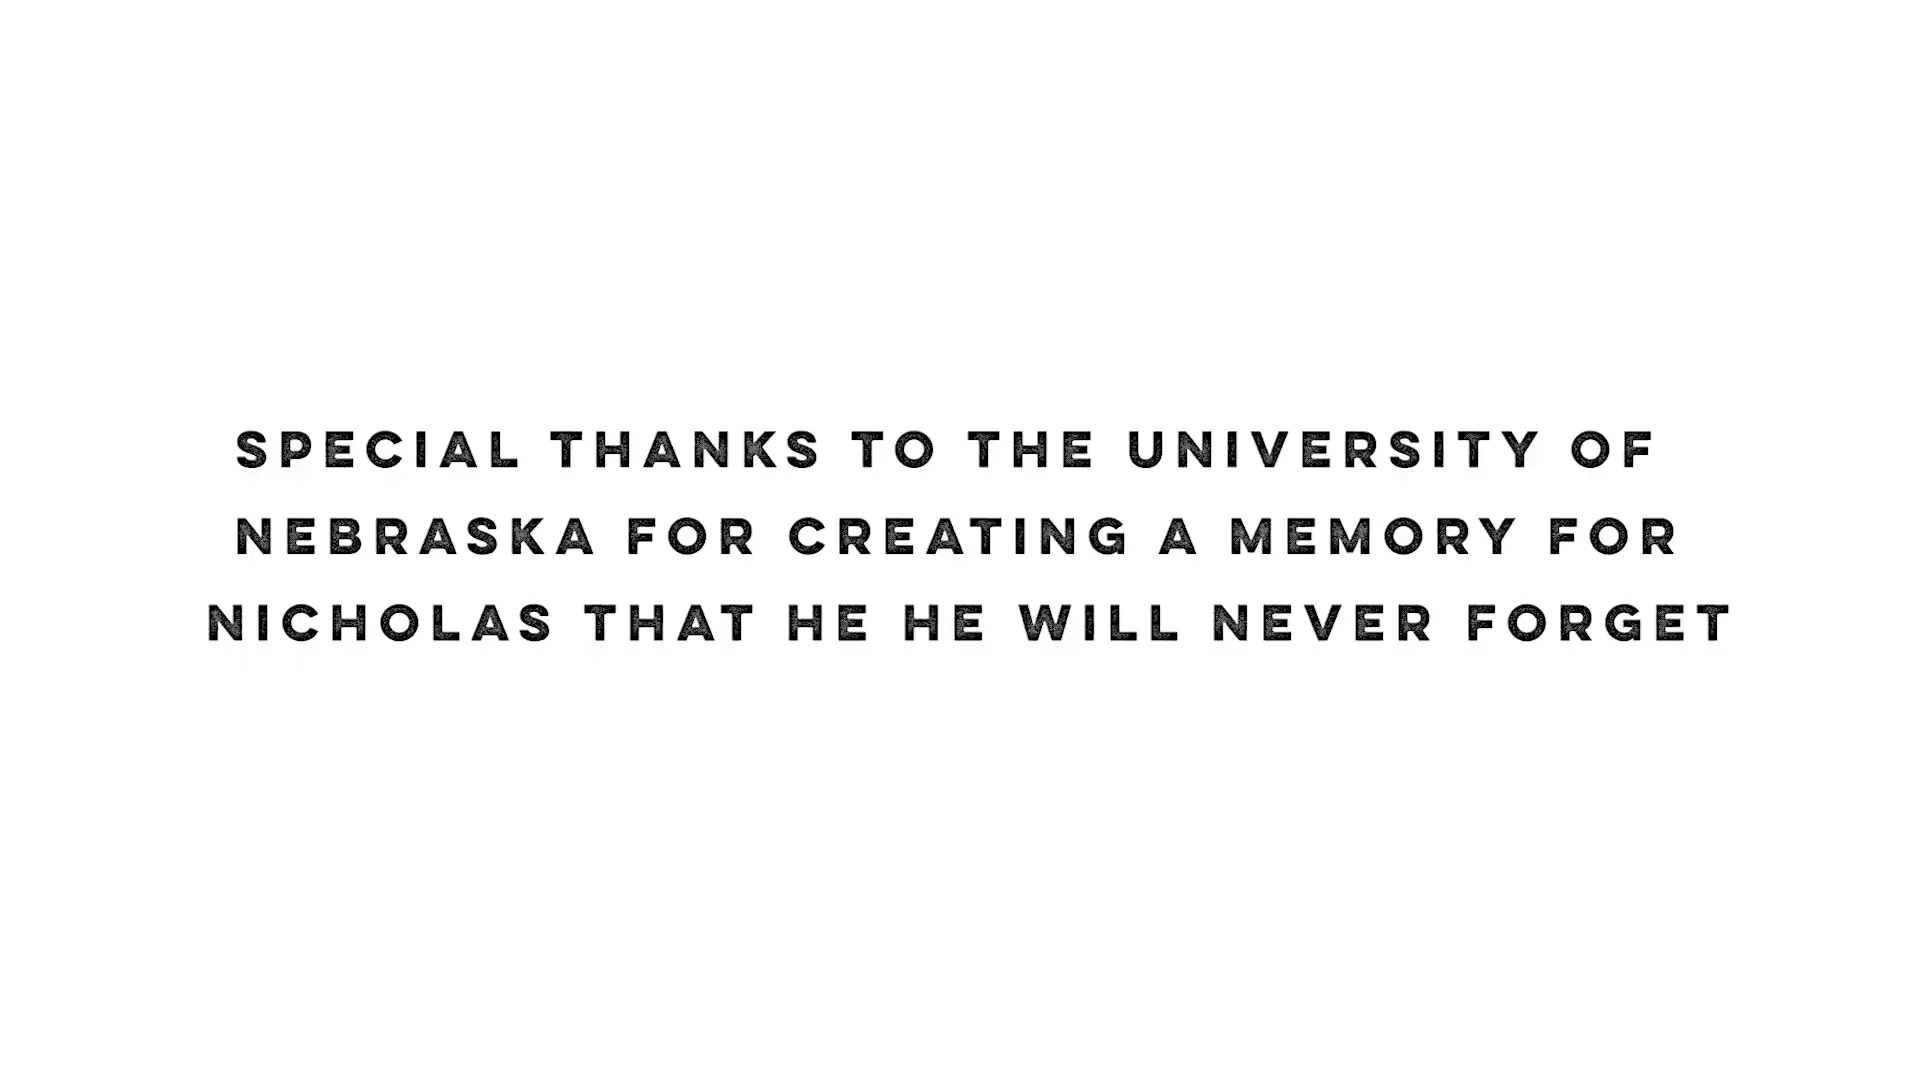 SPECIAL THANKS TO THE UNIVERSITY OF
NEBRASKA FOR CREATING A MEMORY FOR
NICHOLAS THAT HE HE WILL NEVER FORGET